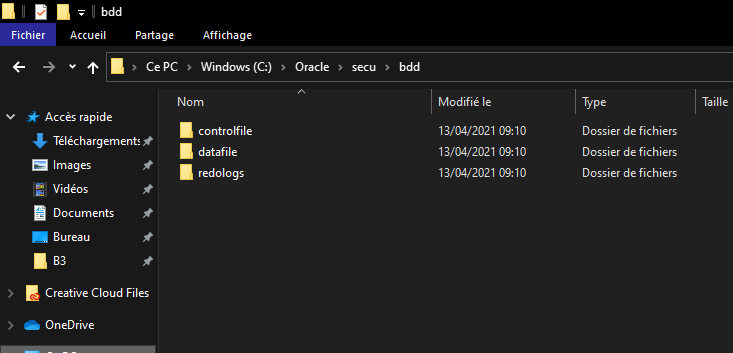 bdd
Fichier Accueil Partage Affichage
Ce PC > Windows (C:) > Oracle > secu > bdd
Nom Modifié le Type Taille
Accès rapide
Téléchargements
Images
Vidéos
Documents
Bureau
B3
Creative Cloud Files
OneDrive
controlfile 13/04/2021 09:10 Dossier de fichiers
datafile 13/04/2021 09:10 Dossier de fichiers
redologs 13/04/2021 09:10 Dossier de fichiers